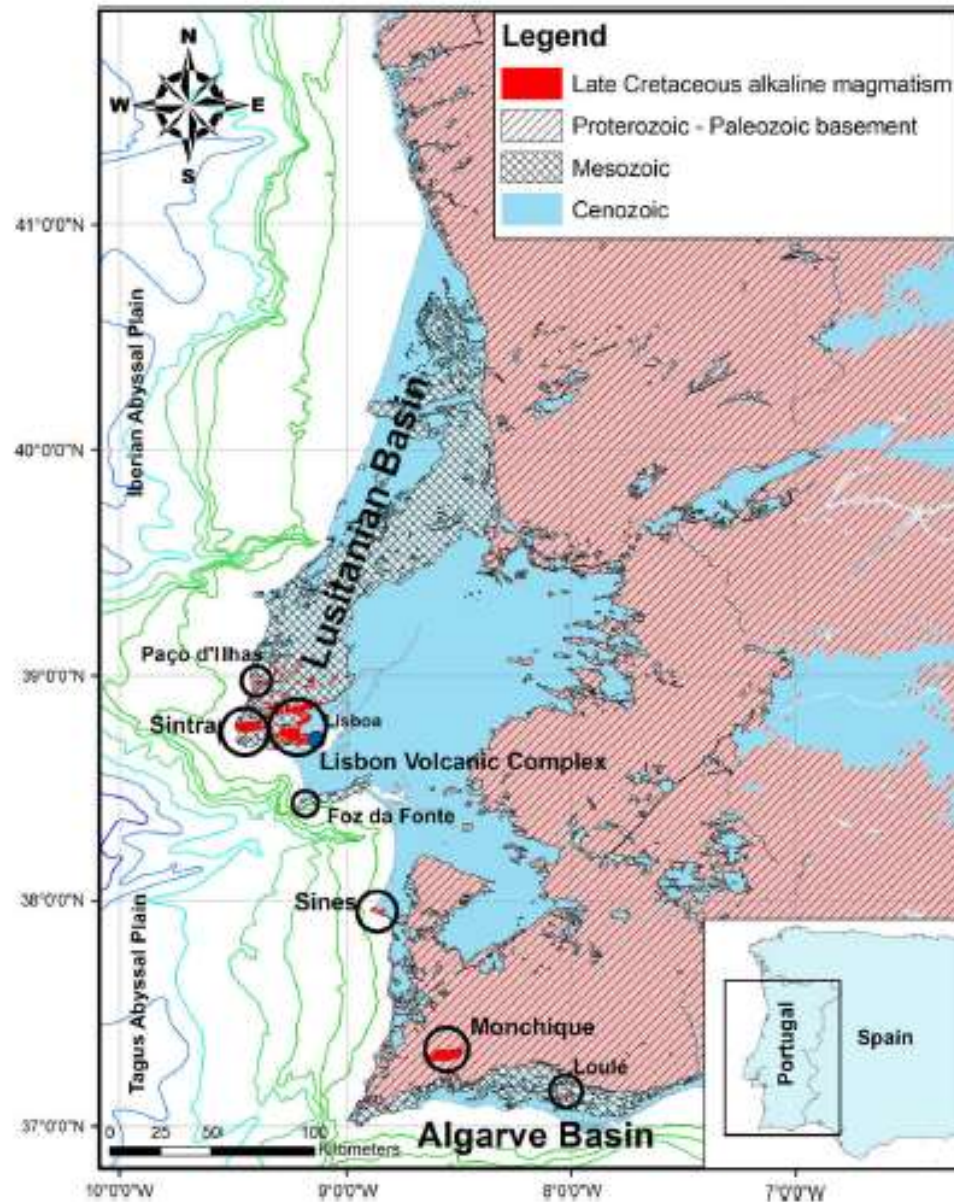 N
W E
S
Legend
Late Cretaceous alkaline magmatism
Proterozoic - Paleozoic basement
Mesozoic
Cenozoic
41°0'0"N
40°0'0"N
39°0'0"N
38°0'0"N
37°0'0"N
Iberian Abyssal Plain
Lusitanian Basin
Paço d'Ilhas
Sintra
Lisboa
Lisbon Volcanic Complex
Foz da Fonte
Sines
Tagus Abyssal Plain
Monchique
Loulé
Algarve Basin
0 25 50 100
Kilometers
Portugal
Spain
10°0'0"W 9°0'0"W 8°0'0"W 7°0'0"W